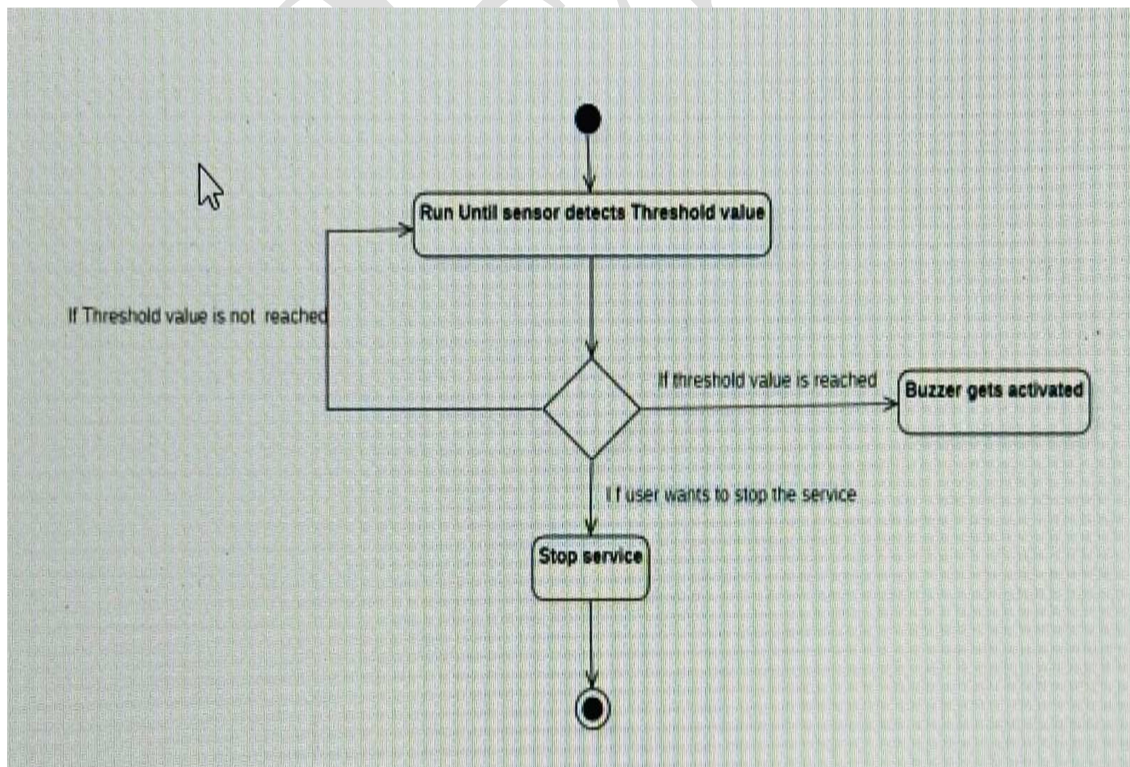 Run Until sensor detects Threshold value
If Threshold value is not reached
If threshold value is reached
Buzzer gets activated
I f user wants to stop the service
Stop service